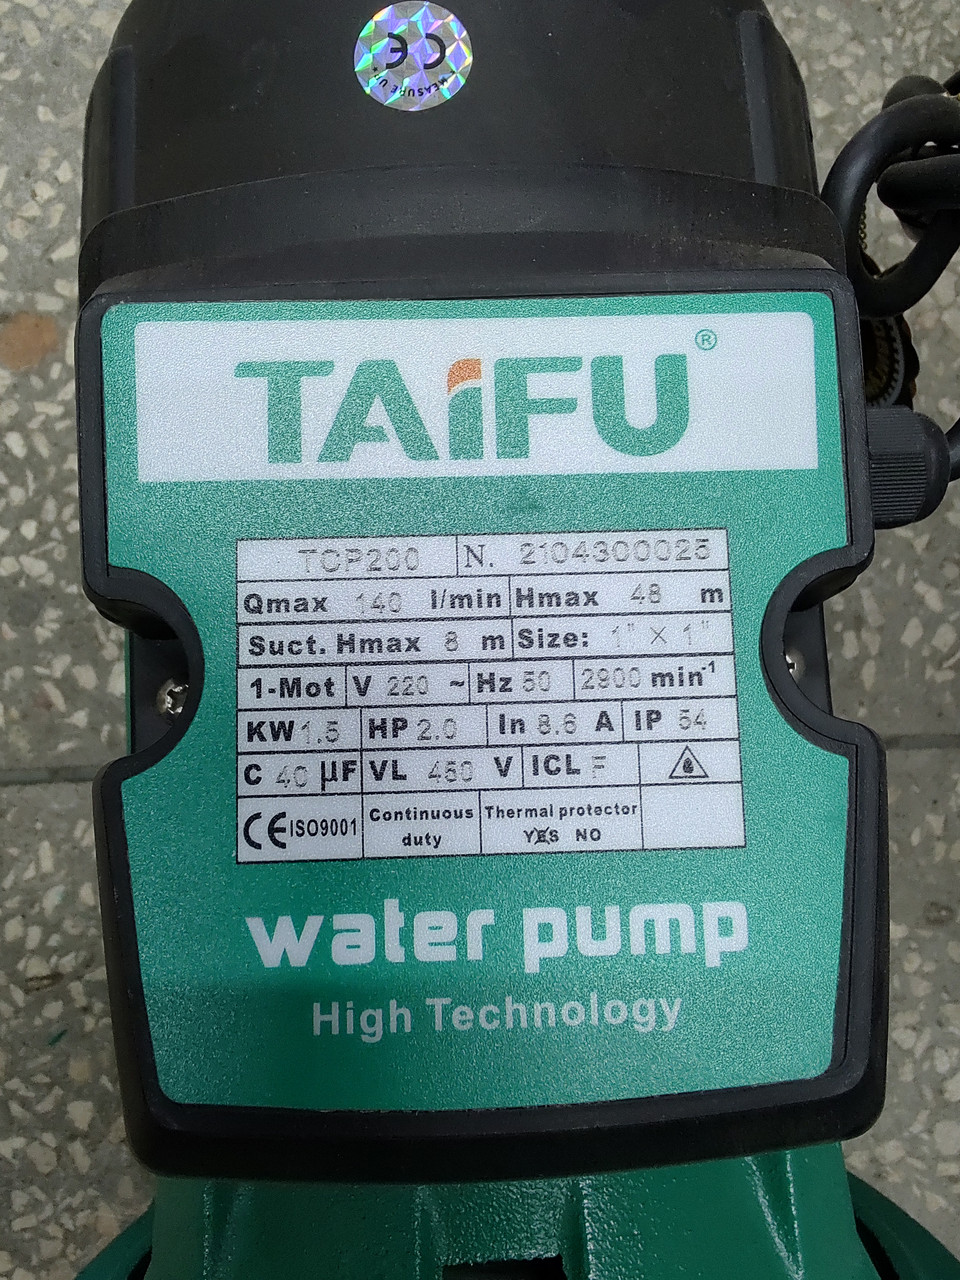 CE
MEASURE UP
TAIFU®
TCP200 N. 2104300025
Qmax 140 l/min Hmax 48 m
Suct. Hmax 8 m Size: 1" X 1"
1-Mot V 220 ~ Hz 50 2900 min-1
KW 1.5 HP 2.0 In 8.6 A IP 54
C 40 µF VL 450 V ICL F
CE ISO9001 Continuous duty Thermal protector YES NO
water pump
High Technology